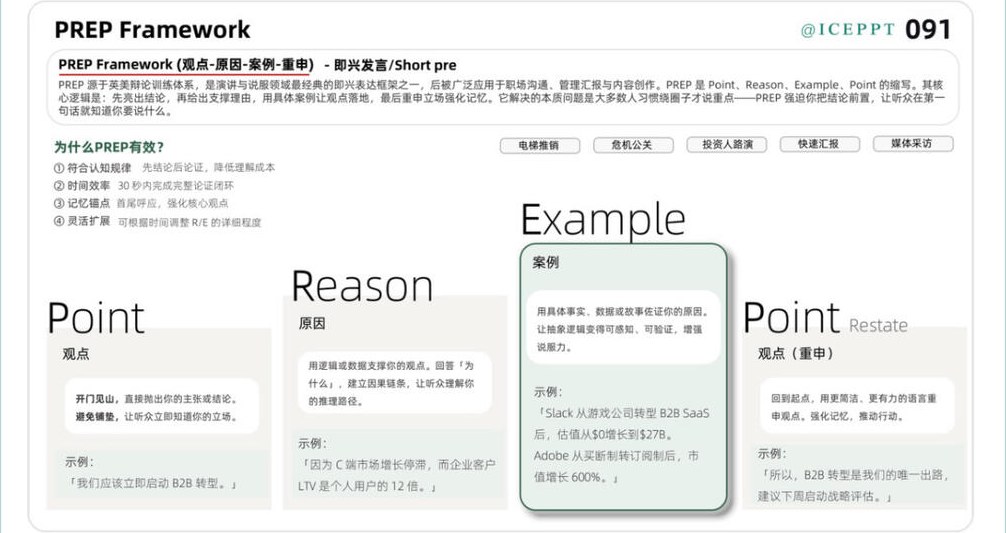 PREP Framework
@ICEPPT 091
PREP Framework (观点-原因-案例-重申) - 即兴发言/Short pre
PREP 源于英美辩论训练体系，是演讲与说服领域最经典的即兴表达框架之一，后被广泛应用于职场沟通、管理汇报与内容创作。PREP 是 Point、Reason、Example、Point 的缩写。其核
心逻辑是：先亮出结论，再给出支撑理由，用具体案例让观点落地，最后重申立场强化记忆。它解决的本质问题是大多数人习惯绕圈子才说重点——PREP 强迫你把结论前置，让听众在第一
句话就知道你要说什么。
为什么PREP有效?
① 符合认知规律 先结论后论证，降低理解成本
② 时间效率 30 秒内完成完整论证闭环
③ 记忆锚点 首尾呼应，强化核心观点
④ 灵活扩展 可根据时间调整 R/E 的详细程度
电梯推销
危机公关
投资人路演
快速汇报
媒体采访
Point
观点
开门见山，直接抛出你的主张或结论。
避免铺垫，让听众立即知道你的立场。
示例：
「我们应该立即启动 B2B 转型。」
Reason
原因
用逻辑或数据支撑你的观点。回答「为
什么」，建立因果链条，让听众理解你
的推理路径。
示例：
「因为 C 端市场增长停滞，而企业客户
LTV 是个人用户的 12 倍。」
Example
案例
用具体事实、数据或故事佐证你的原因。
让抽象逻辑变得可感知、可验证，增强
说服力。
示例：
「Slack 从游戏公司转型 B2B SaaS
后，估值从$0增长到$27B。
Adobe 从买断制转订阅制后，市
值增长 600%。」
Point Restate
观点（重申）
回到起点，用更简洁、更有力的语言重
申观点。强化记忆，推动行动。
示例：
「所以，B2B 转型是我们的唯一出路，
建议下周启动战略评估。」